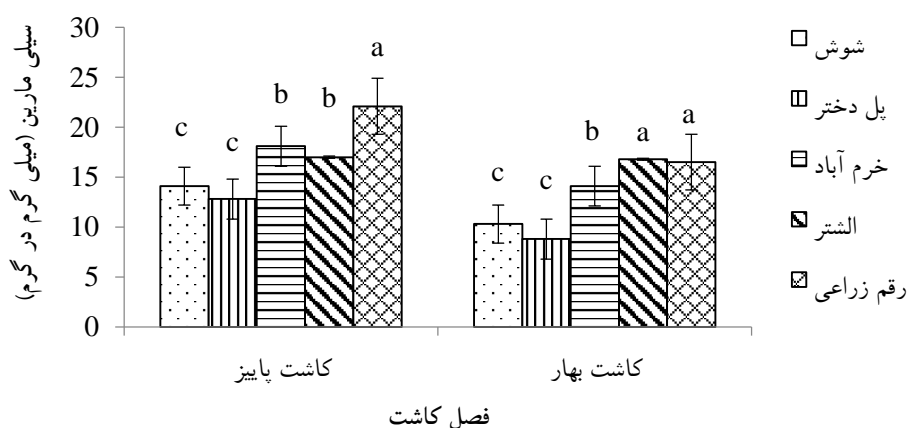 سیلی مارین (میلی گرم در گرم)
30
25
20
15
10
5
0
c
c
b
b
a
c
c
b
a
a
کاشت پاییز
کاشت بهار
فصل کاشت
شوش
پل دختر
خرم آباد
الشتر
رقم زراعی